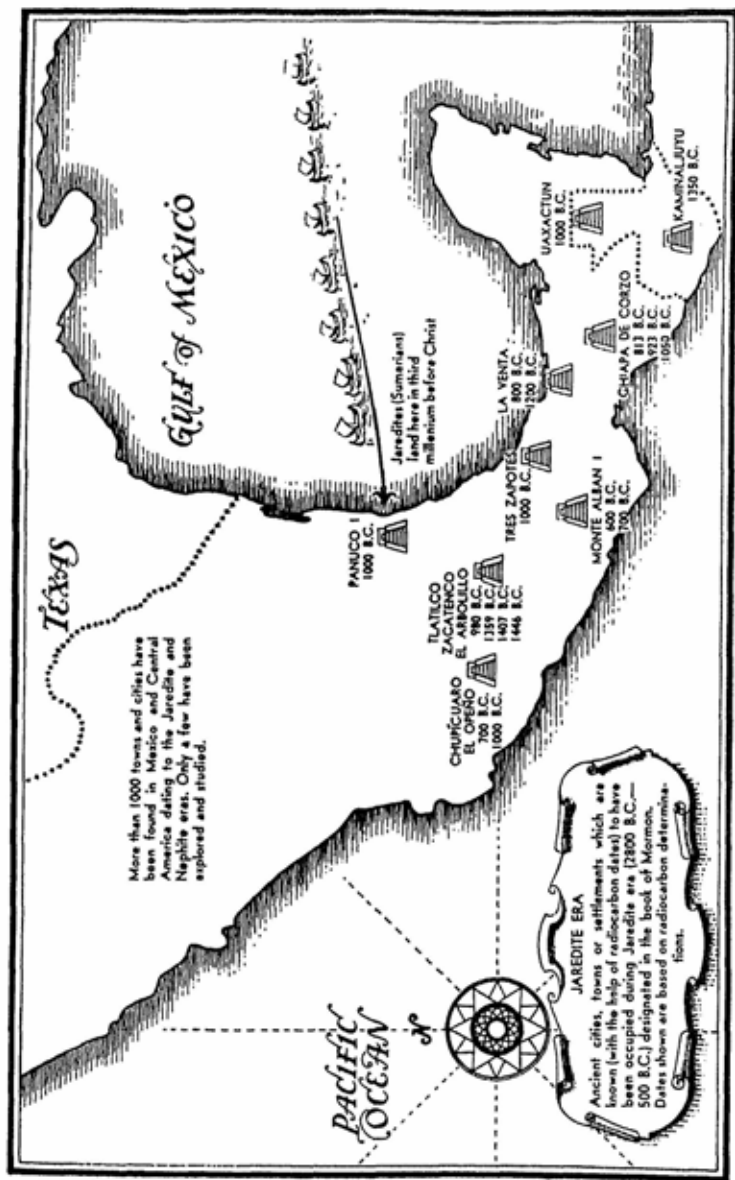 TEXAS
GULF of MEXICO
More than 1000 towns and cities have
been found in Mexico and Central
America dating to the Jaredite and
Nephite eras. Only a few have been
explored and studied.
PANUCO I
1000 B.C.
Jaredites (Sumerians)
land here in third
millenium before Christ
CHUPÍCUARO
EL OPEÑO
700 B.C.
1000 B.C.
TLATILCO
ZACATENCO
EL ARBOLILLO
980 B.C.
1359 B.C.
1407 B.C.
1446 B.C.
TRES ZAPOTES
1000 B.C.
LA VENTA
800 B.C.
1200 B.C.
UAXACTUN
1000 B.C.
MONTE ALBAN I
600 B.C.
700 B.C.
CHIAPA DE CORZO
813 B.C.
923 B.C.
1050 B.C.
KAMINALJUYU
1350 B.C.
PACIFIC
OCEAN
N
JAREDITE ERA
Ancient cities, towns or settlements which are
known (with the help of radiocarbon dates) to have
been occupied during Jaredite era (2800 B.C.—
500 B.C.) designated in the book of Mormon.
Dates shown are based on radiocarbon determina-
tions.